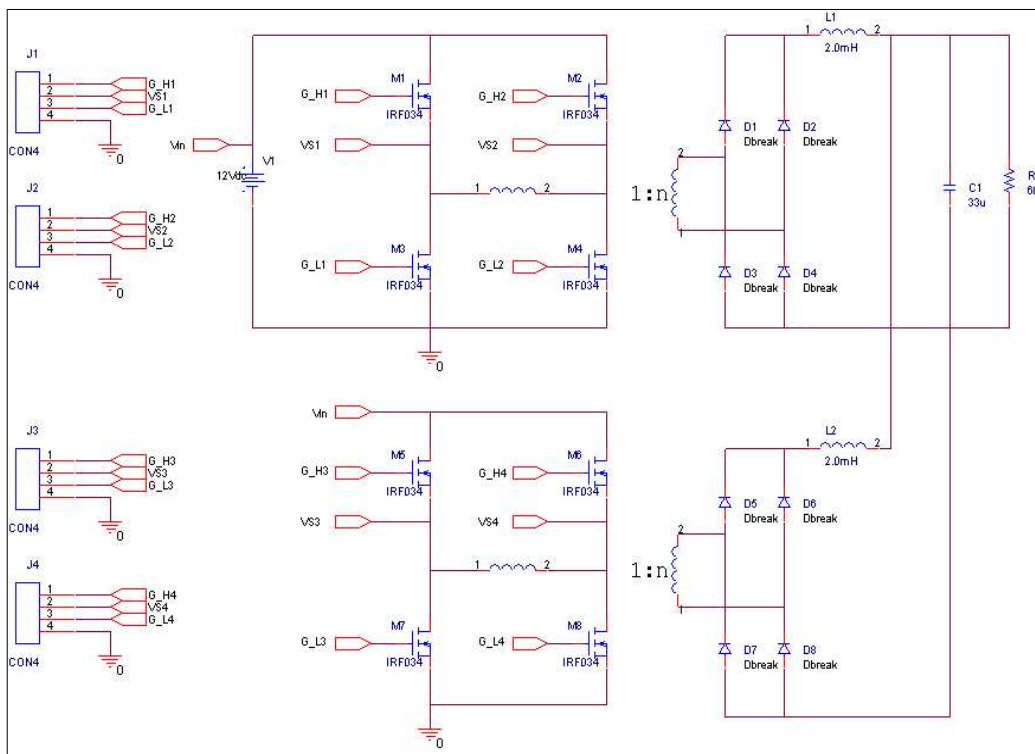 J1
1
2
3
4
G_H1
VS1
G_L1
CON4
0
J2
1
2
3
4
G_H2
VS2
G_L2
CON4
0
Vin
V1
12Vdc
G_H1
M1
IRF034
G_H2
M2
IRF034
VS1
VS2
1
2
G_L1
M3
IRF034
G_L2
M4
IRF034
0
1:n
2
1
L1
1
2
2.0mH
D1
Dbreak
D2
Dbreak
D3
Dbreak
D4
Dbreak
C1
33u
R
J3
1
2
3
4
G_H3
VS3
G_L3
CON4
0
J4
1
2
3
4
G_H4
VS4
G_L4
CON4
0
Vin
G_H3
M5
IRF034
G_H4
M6
IRF034
VS3
VS4
1
2
G_L3
M7
IRF034
G_L4
M8
IRF034
0
1:n
2
1
L2
1
2
2.0mH
D5
Dbreak
D6
Dbreak
D7
Dbreak
D8
Dbreak